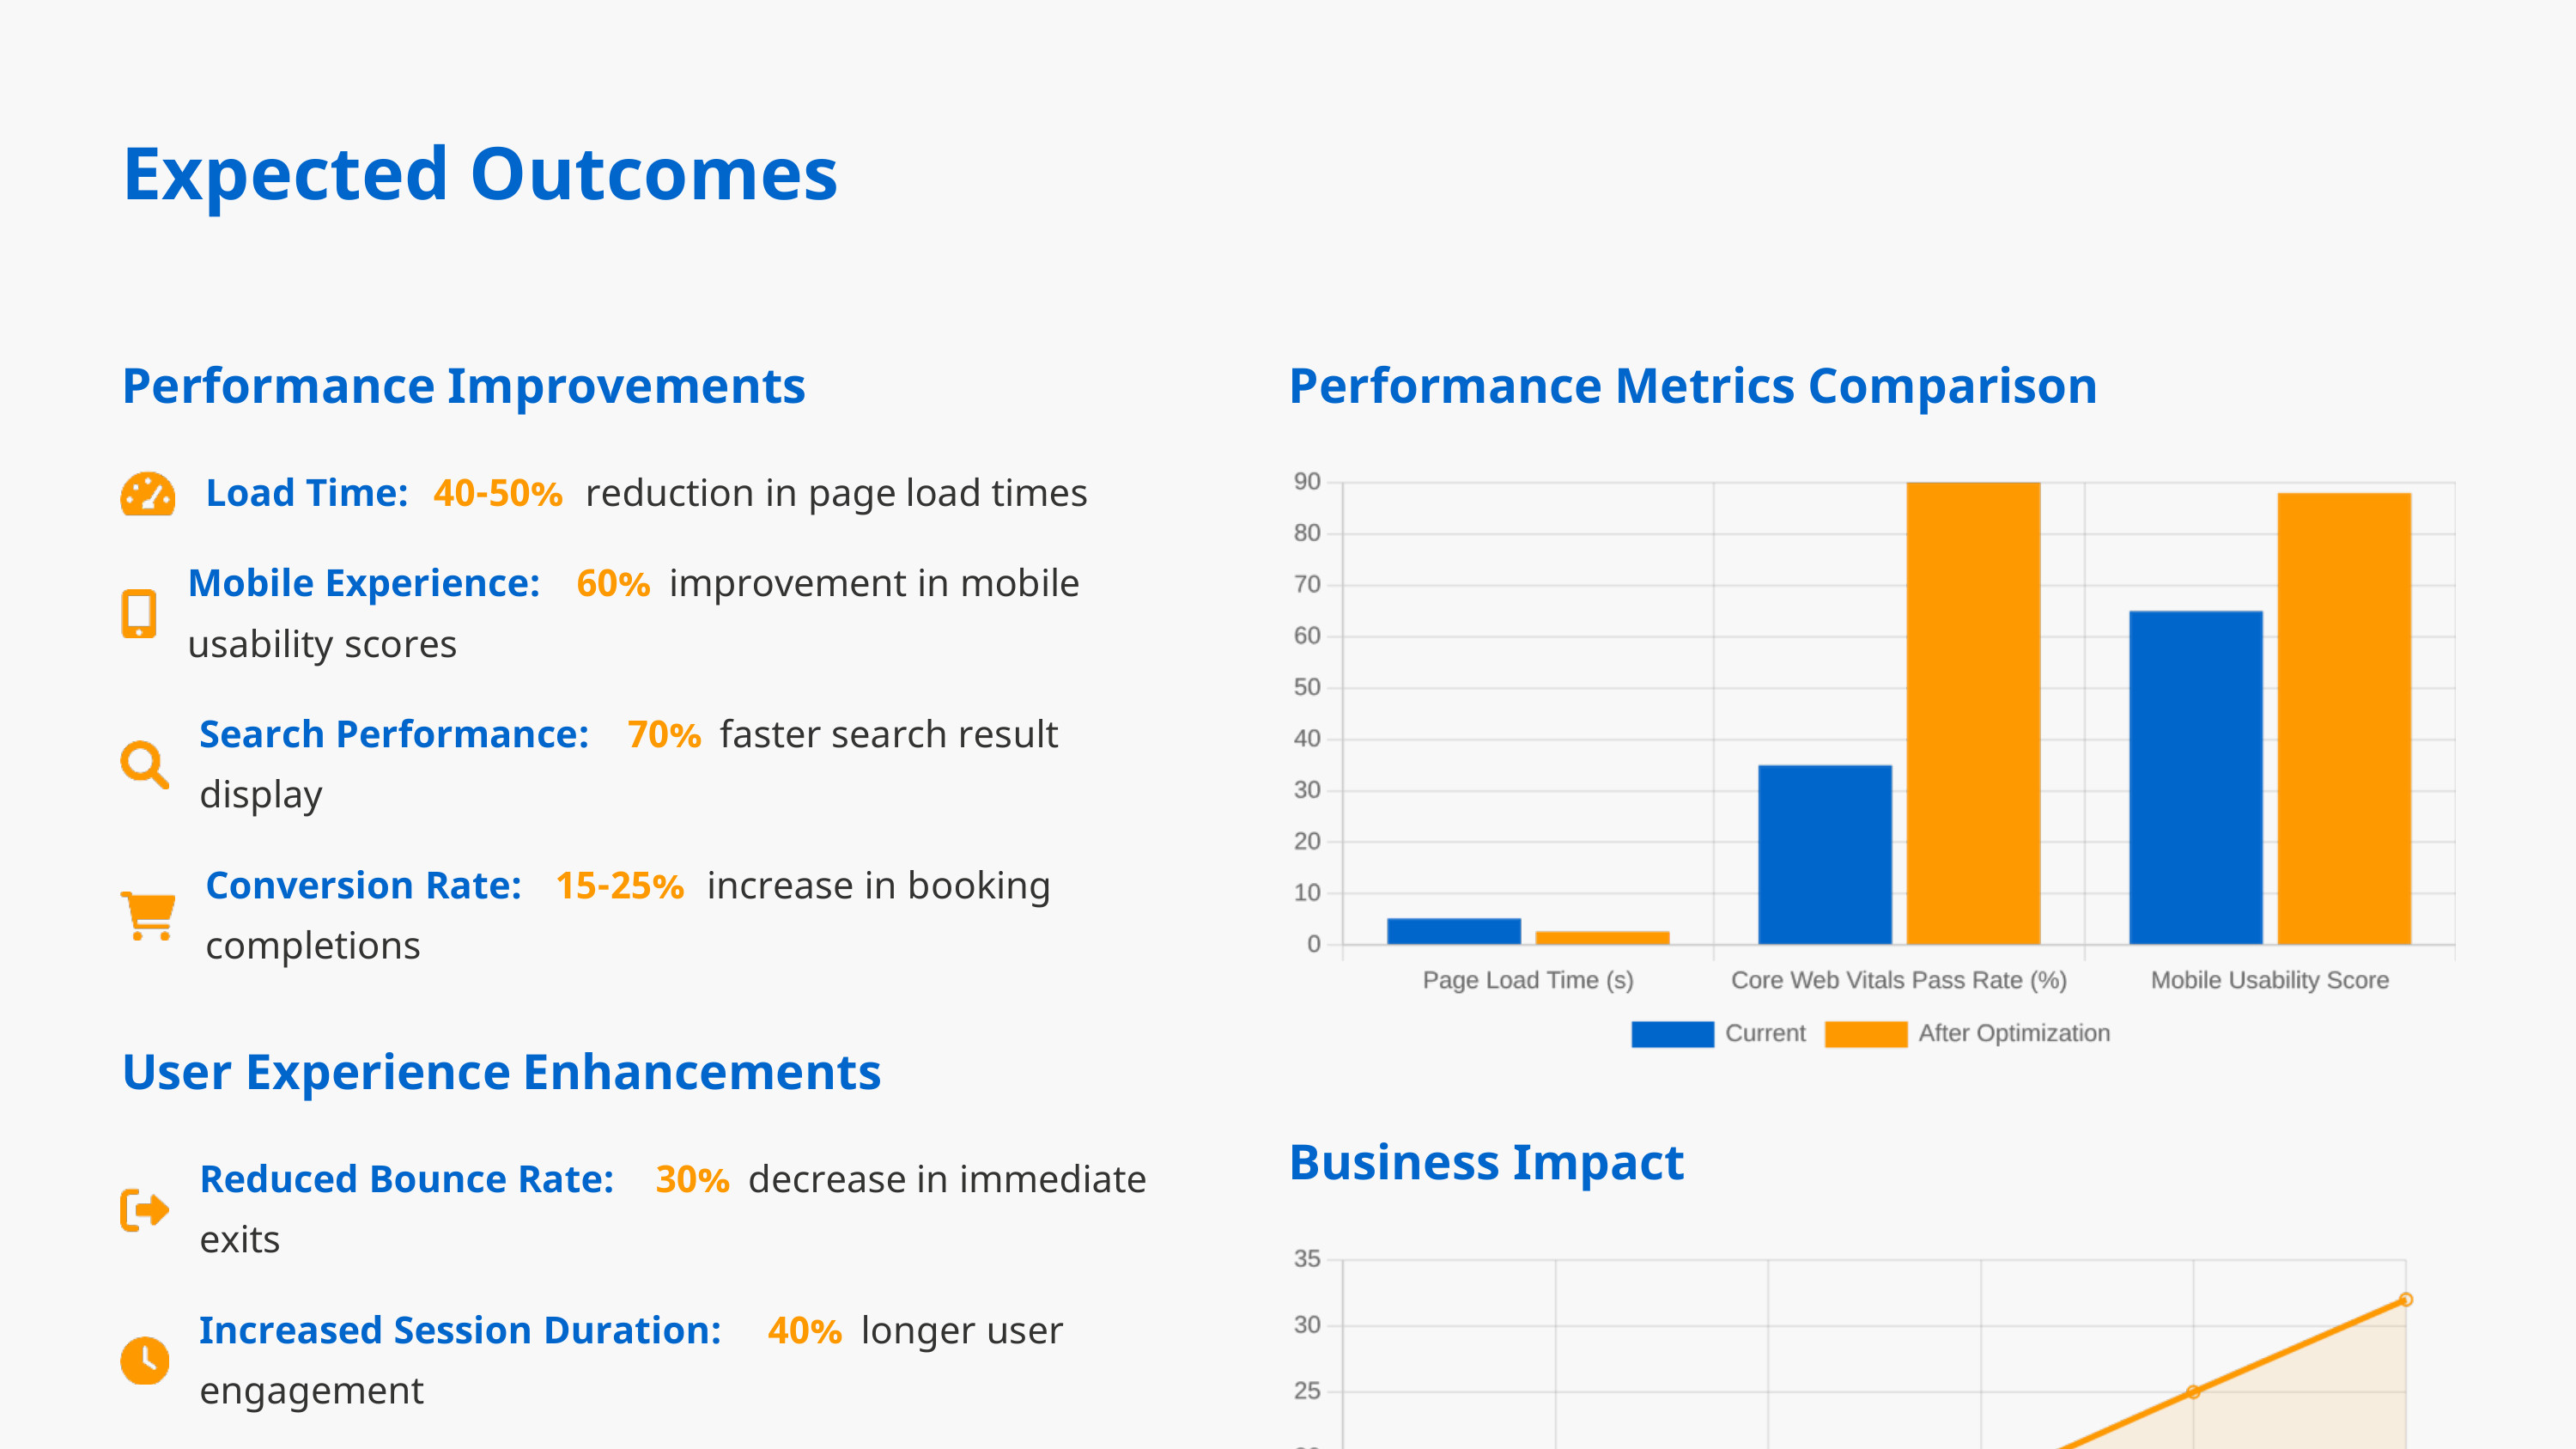 Expected Outcomes
Performance Improvements
Load Time: 40-50% reduction in page load times
Mobile Experience: 60% improvement in mobile
usability scores
Search Performance: 70% faster search result
display
Conversion Rate: 15-25% increase in booking
completions
User Experience Enhancements
Reduced Bounce Rate: 30% decrease in immediate
exits
Increased Session Duration: 40% longer user
engagement
Performance Metrics Comparison
90
80
70
60
50
40
30
20
10
0
Page Load Time (s) Core Web Vitals Pass Rate (%) Mobile Usability Score
Current After Optimization
Business Impact
35
30
25